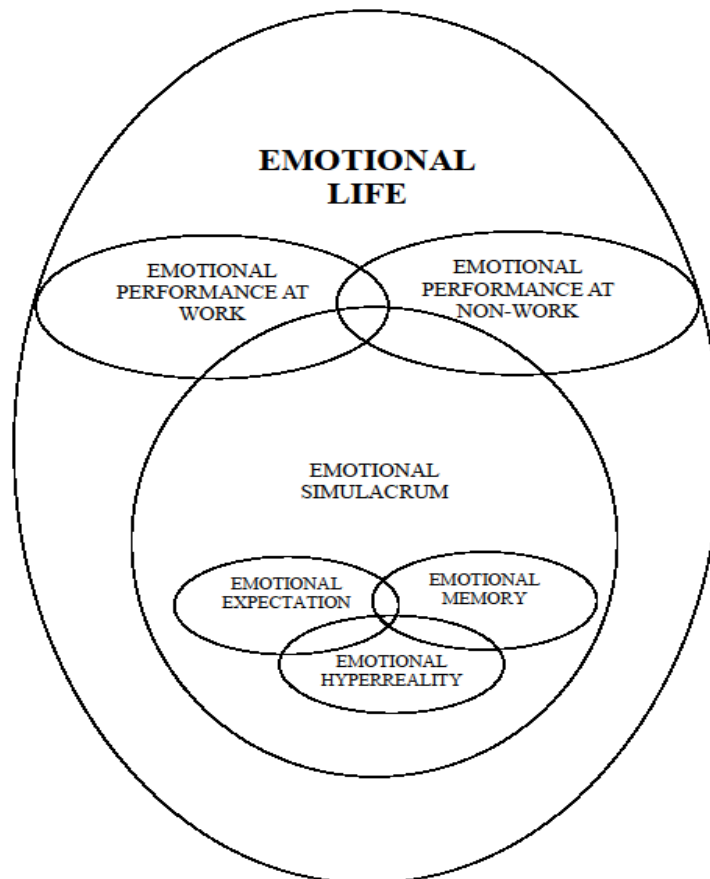 EMOTIONAL
LIFE
EMOTIONAL
PERFORMANCE AT
WORK
EMOTIONAL
PERFORMANCE AT
NON-WORK
EMOTIONAL
SIMULACRUM
EMOTIONAL
EXPECTATION
EMOTIONAL
MEMORY
EMOTIONAL
HYPERREALITY